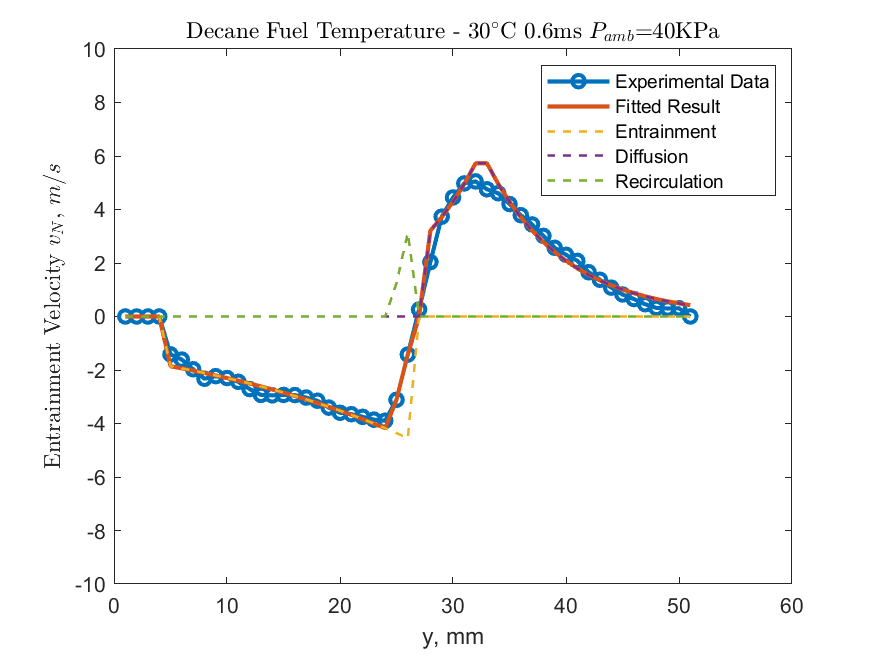 Decane Fuel Temperature - 30°C 0.6ms P_amb=40KPa
10
8
6
4
2
0
-2
-4
-6
-8
-10
Entrainment Velocity v_N, m/s
Experimental Data
Fitted Result
Entrainment
Diffusion
Recirculation
0 10 20 30 40 50 60
y, mm